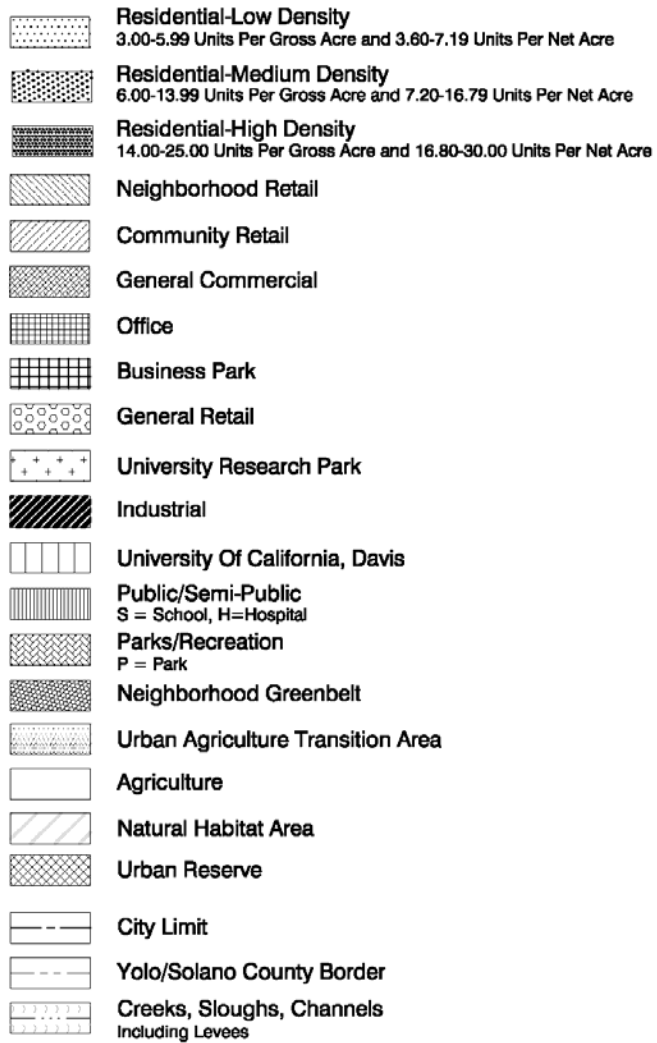 Residential-Low Density
3.00-5.99 Units Per Gross Acre and 3.60-7.19 Units Per Net Acre
Residential-Medium Density
6.00-13.99 Units Per Gross Acre and 7.20-16.79 Units Per Net Acre
Residential-High Density
14.00-25.00 Units Per Gross Acre and 16.80-30.00 Units Per Net Acre
Neighborhood Retail
Community Retail
General Commercial
Office
Business Park
General Retail
University Research Park
Industrial
University Of California, Davis
Public/Semi-Public
S = School, H=Hospital
Parks/Recreation
P = Park
Neighborhood Greenbelt
Urban Agriculture Transition Area
Agriculture
Natural Habitat Area
Urban Reserve
City Limit
Yolo/Solano County Border
Creeks, Sloughs, Channels
Including Levees